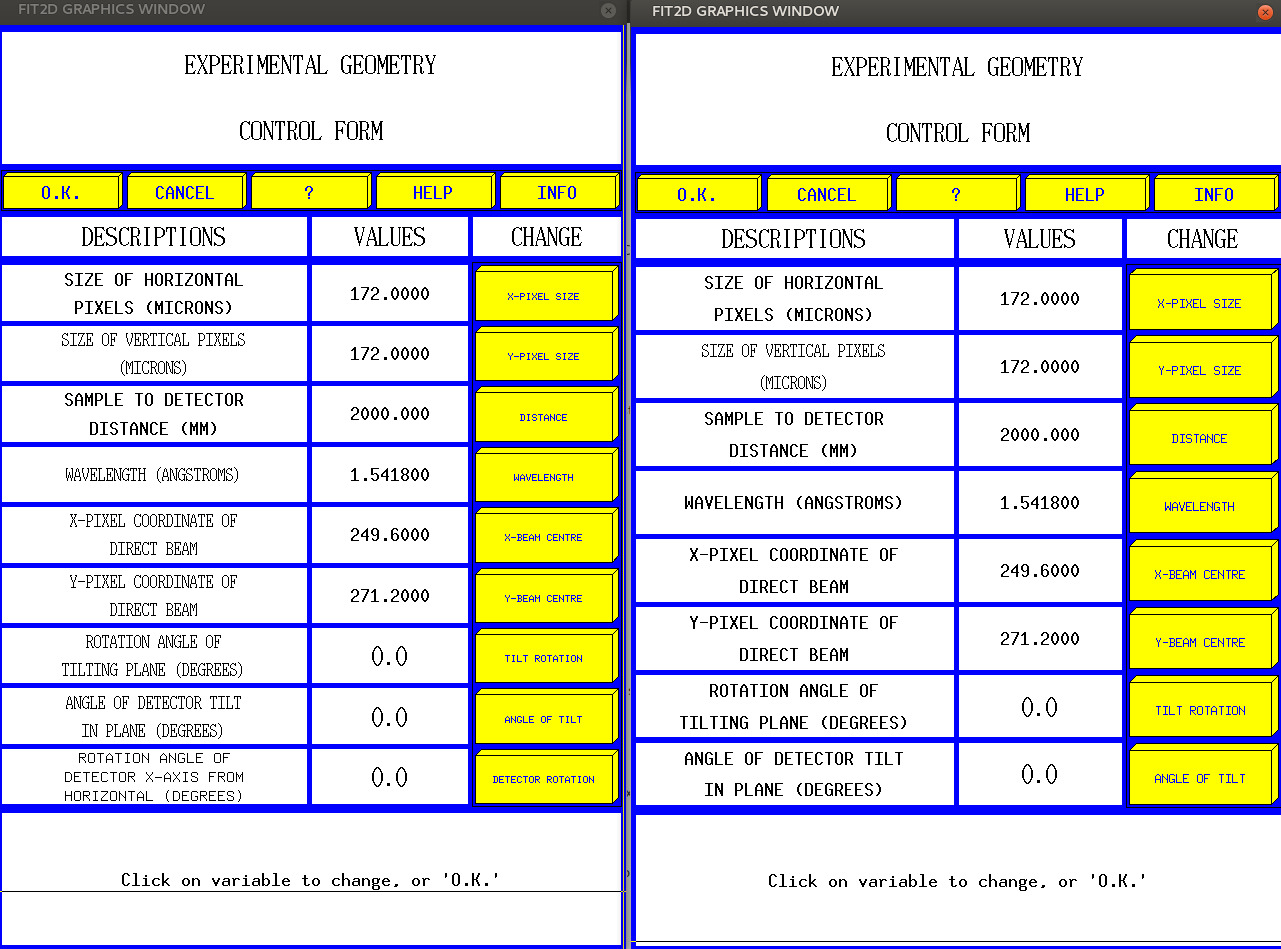 FIT2D GRAPHICS WINDOW
EXPERIMENTAL GEOMETRY
CONTROL FORM
O.K. CANCEL ? HELP INFO
DESCRIPTIONS VALUES CHANGE
SIZE OF HORIZONTAL
PIXELS (MICRONS)
172.0000
X-PIXEL SIZE
SIZE OF VERTICAL PIXELS
(MICRONS)
172.0000
Y-PIXEL SIZE
SAMPLE TO DETECTOR
DISTANCE (MM)
2000.000
DISTANCE
WAVELENGTH (ANGSTROMS)
1.541800
WAVELENGTH
X-PIXEL COORDINATE OF
DIRECT BEAM
249.6000
X-BEAM CENTRE
Y-PIXEL COORDINATE OF
DIRECT BEAM
271.2000
Y-BEAM CENTRE
ROTATION ANGLE OF
TILTING PLANE (DEGREES)
0.0
TILT ROTATION
ANGLE OF DETECTOR TILT
IN PLANE (DEGREES)
0.0
ANGLE OF TILT
ROTATION ANGLE OF
DETECTOR X-AXIS FROM
HORIZONTAL (DEGREES)
0.0
DETECTOR ROTATION
Click on variable to change, or 'O.K.'
FIT2D GRAPHICS WINDOW
EXPERIMENTAL GEOMETRY
CONTROL FORM
O.K. CANCEL ? HELP INFO
DESCRIPTIONS VALUES CHANGE
SIZE OF HORIZONTAL
PIXELS (MICRONS)
172.0000
X-PIXEL SIZE
SIZE OF VERTICAL PIXELS
(MICRONS)
172.0000
Y-PIXEL SIZE
SAMPLE TO DETECTOR
DISTANCE (MM)
2000.000
DISTANCE
WAVELENGTH (ANGSTROMS)
1.541800
WAVELENGTH
X-PIXEL COORDINATE OF
DIRECT BEAM
249.6000
X-BEAM CENTRE
Y-PIXEL COORDINATE OF
DIRECT BEAM
271.2000
Y-BEAM CENTRE
ROTATION ANGLE OF
TILTING PLANE (DEGREES)
0.0
TILT ROTATION
ANGLE OF DETECTOR TILT
IN PLANE (DEGREES)
0.0
ANGLE OF TILT
Click on variable to change, or 'O.K.'